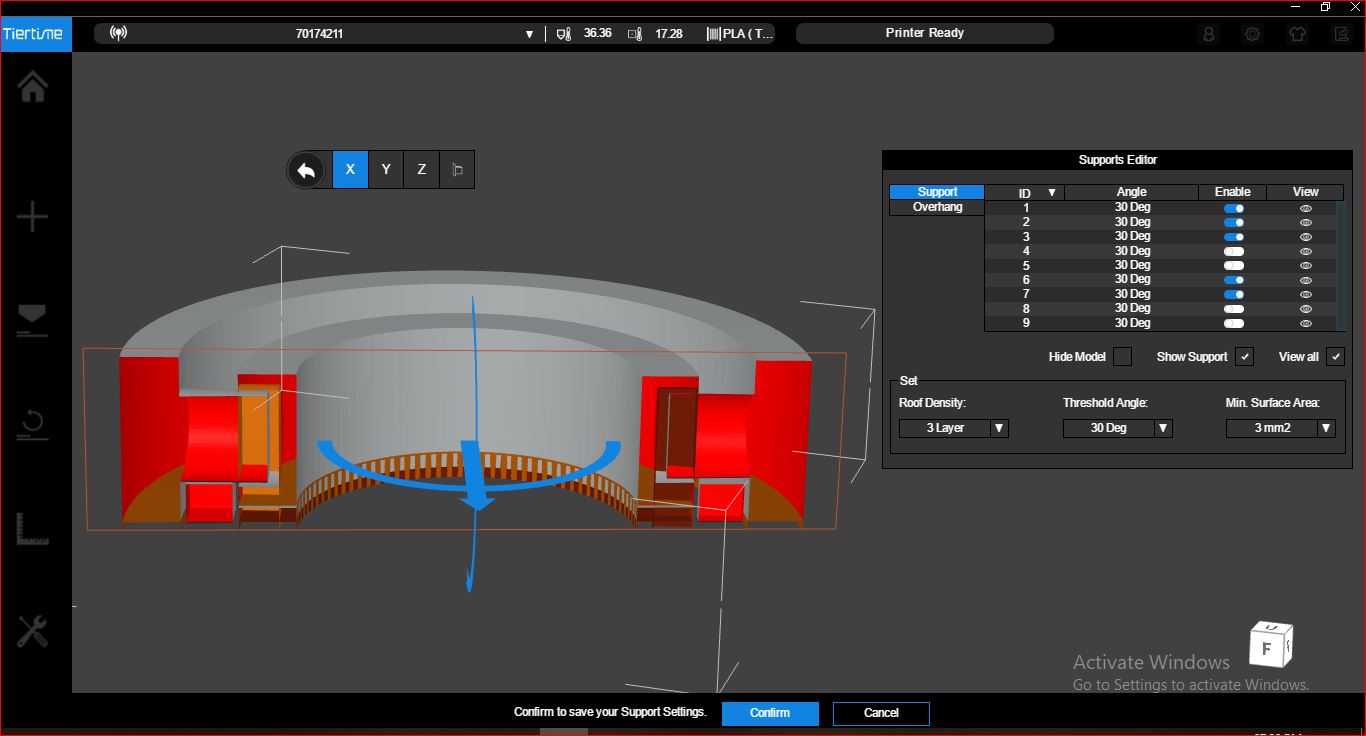 Tiertime
70174211 ▼ 36.36 17.28 PLA ( T... Printer Ready
X Y Z
Supports Editor
Support ID ▼ Angle Enable View
Overhang
1 30 Deg
2 30 Deg
3 30 Deg
4 30 Deg
5 30 Deg
6 30 Deg
7 30 Deg
8 30 Deg
9 30 Deg
Hide Model Show Support View all
Set
Roof Density: Threshold Angle: Min. Surface Area:
3 Layer ▼ 30 Deg ▼ 3 mm2 ▼
F
Activate Windows
Go to Settings to activate Windows.
Confirm to save your Support Settings. Confirm Cancel